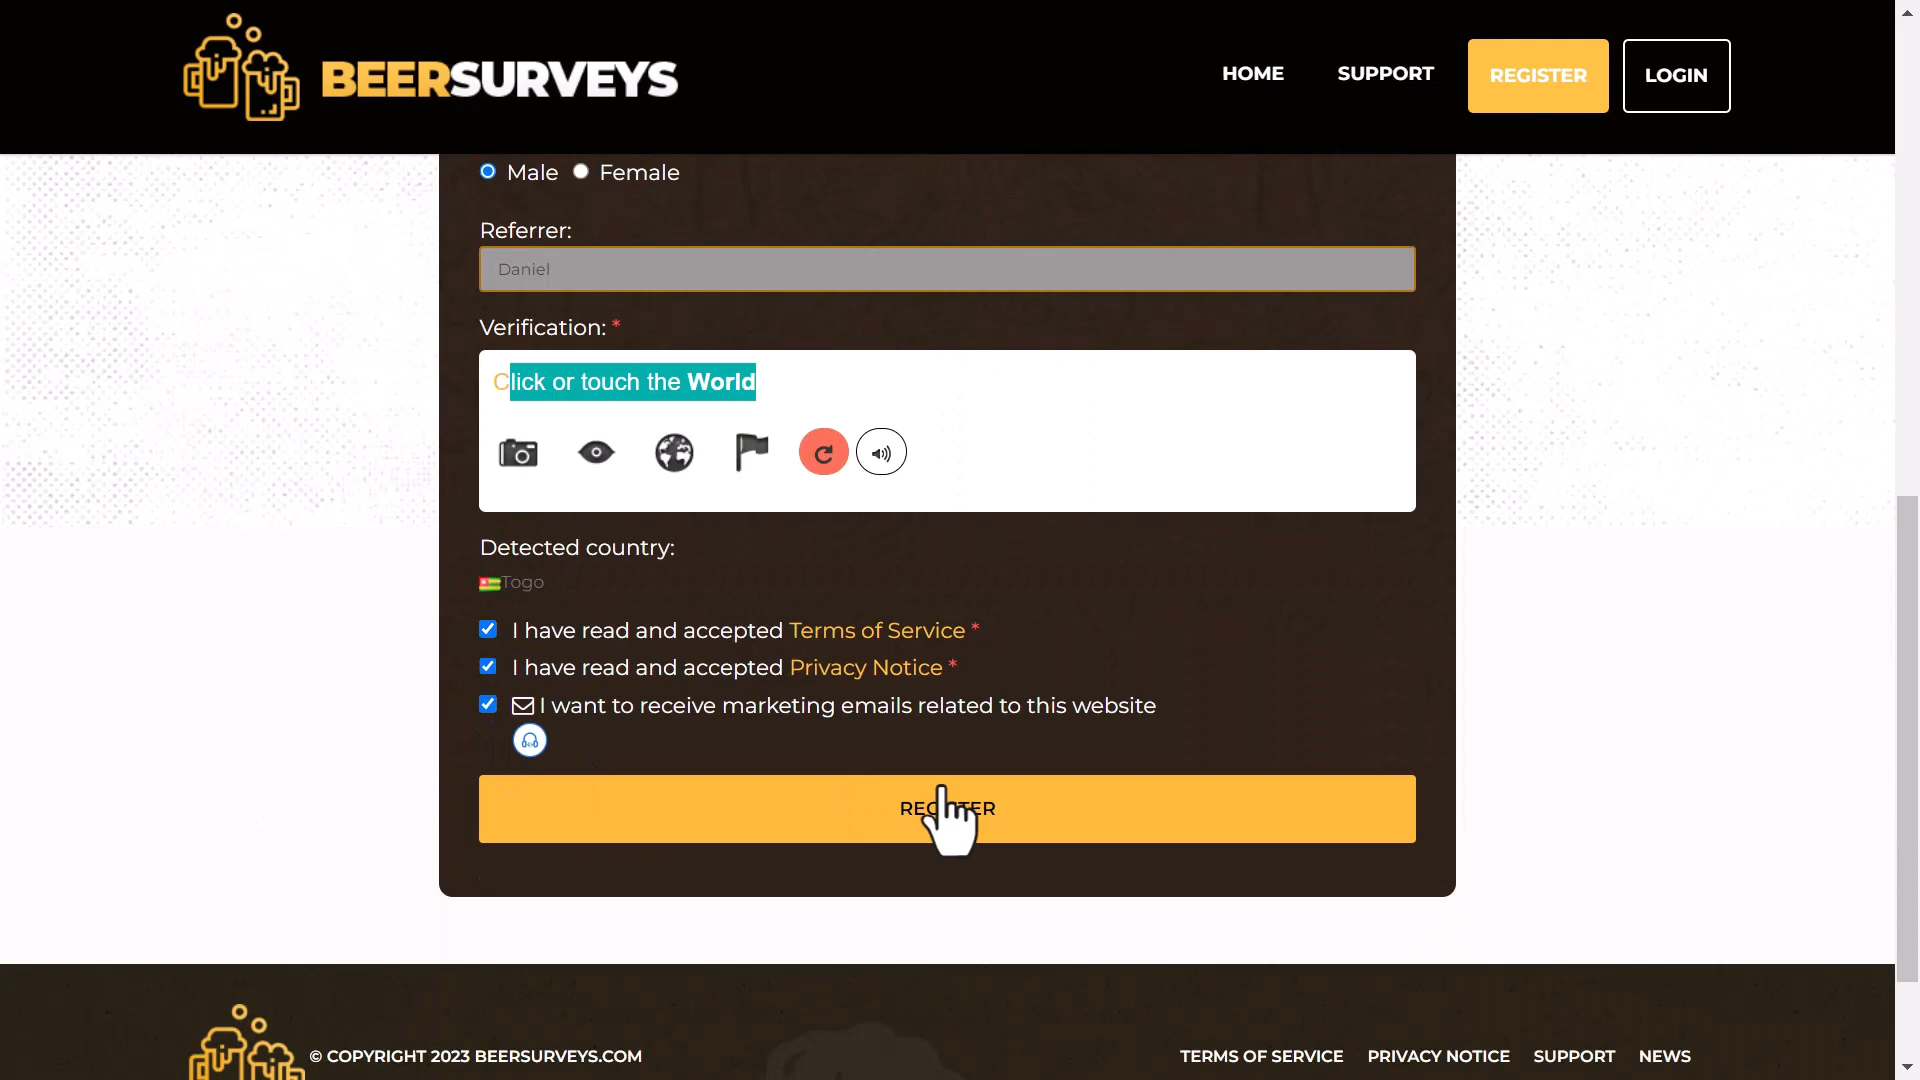 BEERSURVEYS
HOME
SUPPORT
REGISTER
LOGIN
Male
Female
Referrer:
Daniel
Verification: *
Click or touch the World
Detected country:
Togo
I have read and accepted Terms of Service *
I have read and accepted Privacy Notice *
I want to receive marketing emails related to this website
REGISTER
© COPYRIGHT 2023 BEERSURVEYS.COM
TERMS OF SERVICE
PRIVACY NOTICE
SUPPORT
NEWS